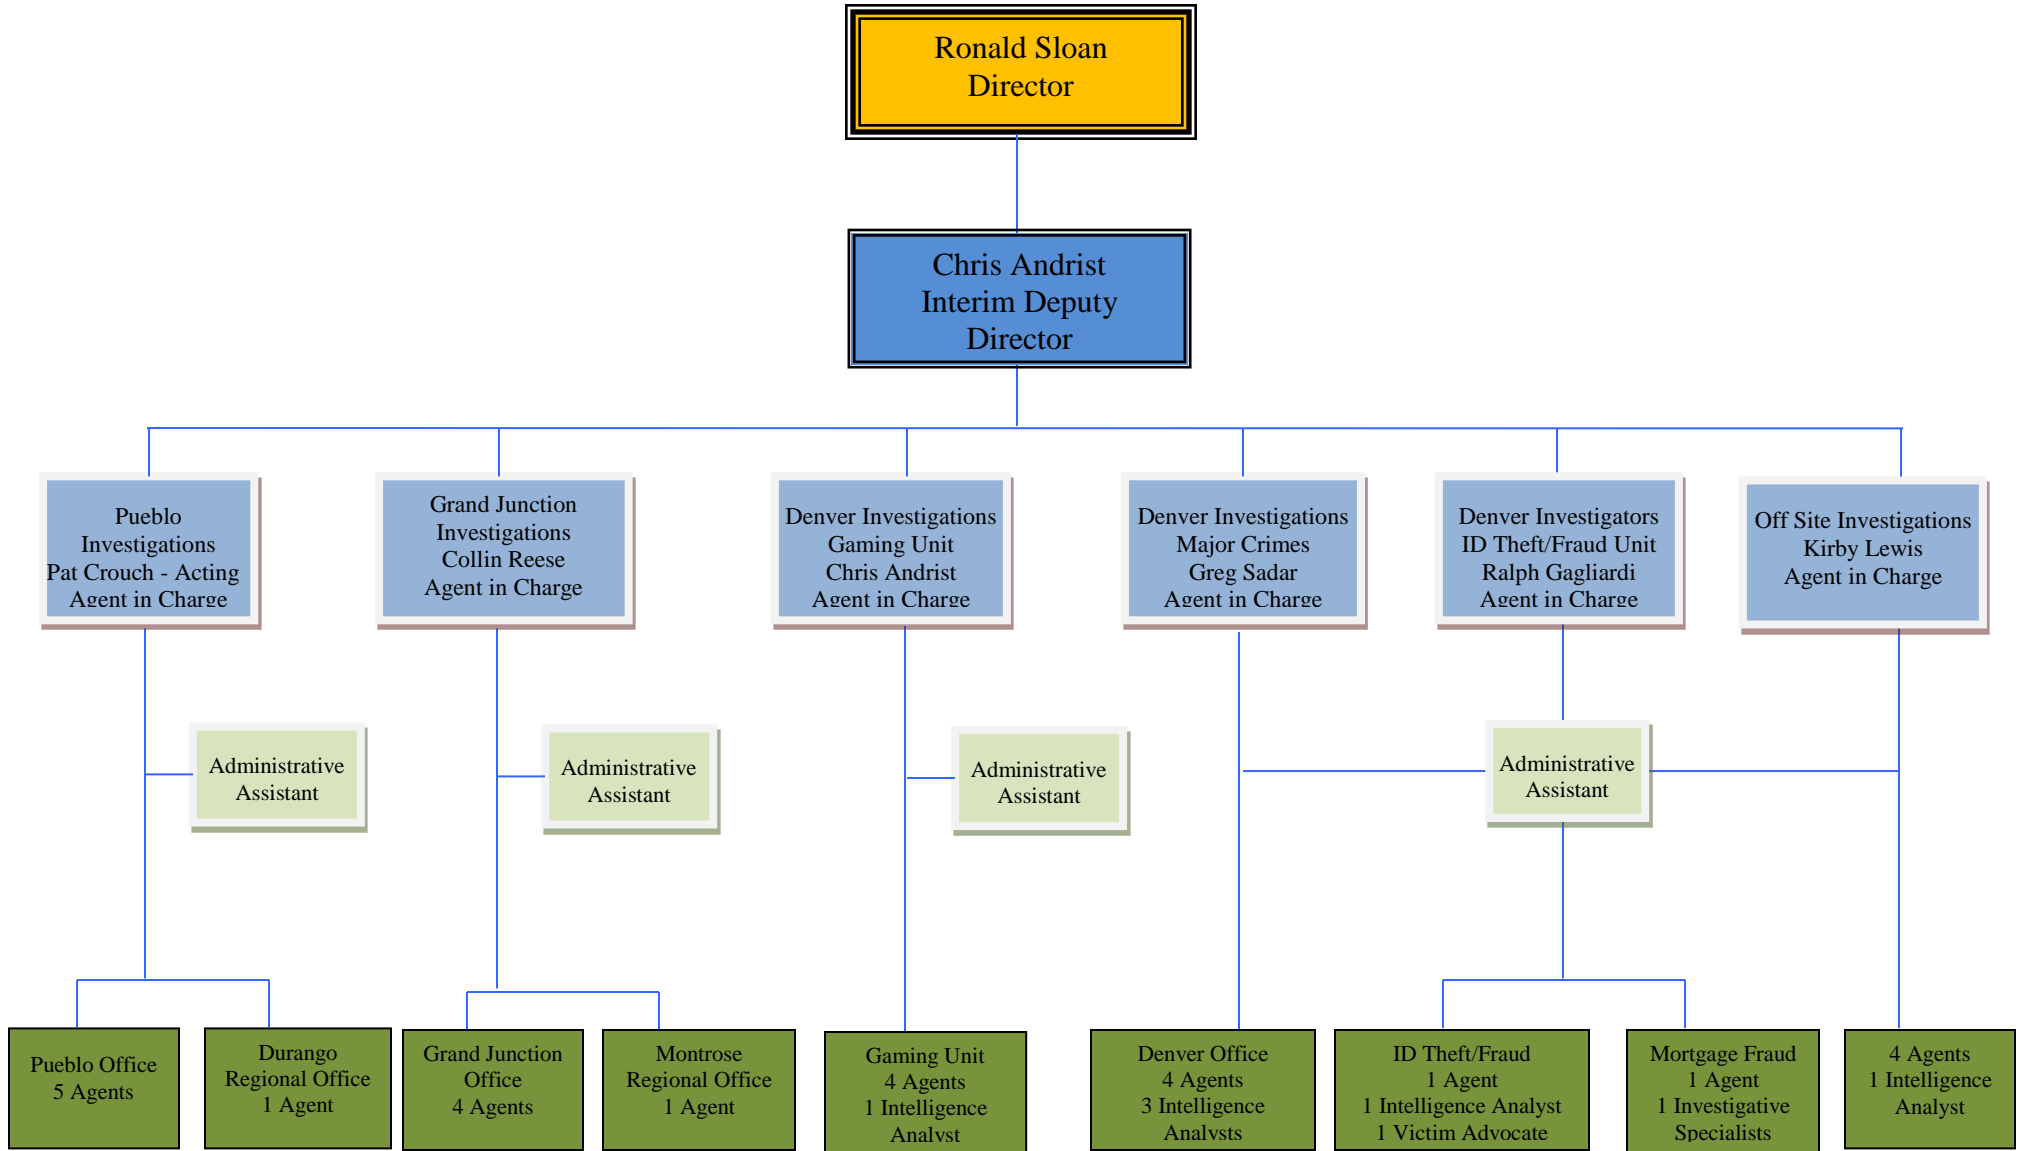 Ronald Sloan
Director
Chris Andrist
Interim Deputy
Director
Pueblo
Investigations
Pat Crouch - Acting
Agent in Charge
Grand Junction
Investigations
Collin Reese
Agent in Charge
Denver Investigations
Gaming Unit
Chris Andrist
Agent in Charge
Denver Investigations
Major Crimes
Greg Sadar
Agent in Charge
Denver Investigators
ID Theft/Fraud Unit
Ralph Gagliardi
Agent in Charge
Off Site Investigations
Kirby Lewis
Agent in Charge
Administrative
Assistant
Administrative
Assistant
Administrative
Assistant
Administrative
Assistant
Pueblo Office
5 Agents
Durango
Regional Office
1 Agent
Grand Junction
Office
4 Agents
Montrose
Regional Office
1 Agent
Gaming Unit
4 Agents
1 Intelligence
Analyst
Denver Office
4 Agents
3 Intelligence
Analysts
ID Theft/Fraud
1 Agent
1 Intelligence Analyst
1 Victim Advocate
Mortgage Fraud
1 Agent
1 Investigative
Specialists
4 Agents
1 Intelligence
Analyst